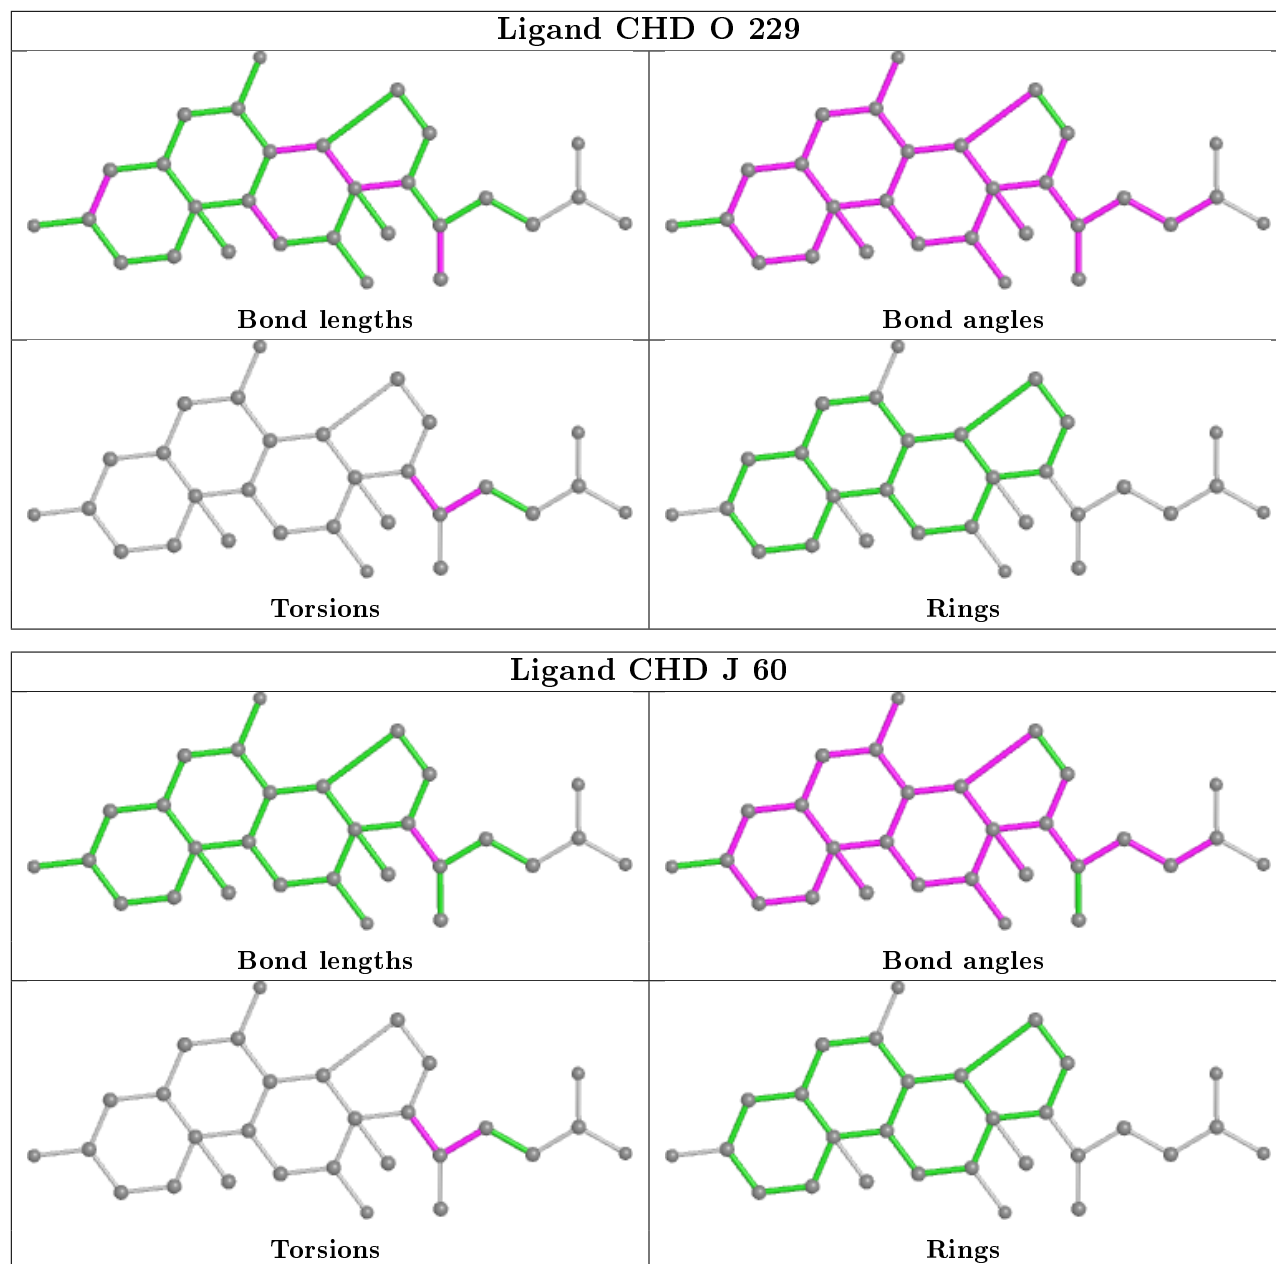 Ligand CHD O 229
Bond lengths
Bond angles
Torsions
Rings
Ligand CHD J 60
Bond lengths
Bond angles
Torsions
Rings